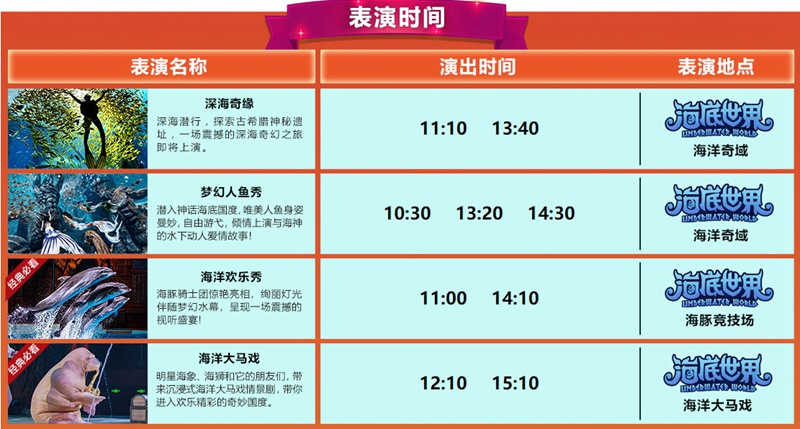 表演时间
表演名称
演出时间
表演地点
深海奇缘
深海潜行，探索古希腊神秘遗
址，一场震撼的深海奇幻之旅
即将上演。
11:10 13:40
海底世界
UNDERWATER WORLD
海洋奇域
梦幻人鱼秀
潜入神话海底国度，唯美人鱼身姿
曼妙，自由游弋，倾情上演与海神
的水下动人爱情故事！
10:30 13:20 14:30
海底世界
UNDERWATER WORLD
海洋奇域
经典必看
海洋欢乐秀
海豚骑士团惊艳亮相，绚丽灯光
伴随梦幻水幕，呈现一场震撼的
视听盛宴！
11:00 14:10
海底世界
UNDERWATER WORLD
海豚竞技场
经典必看
海洋大马戏
明星海象、海狮和它的朋友们，带
来沉浸式海洋大马戏情景剧，带你
进入欢乐精彩的奇妙国度。
12:10 15:10
海底世界
UNDERWATER WORLD
海洋大马戏